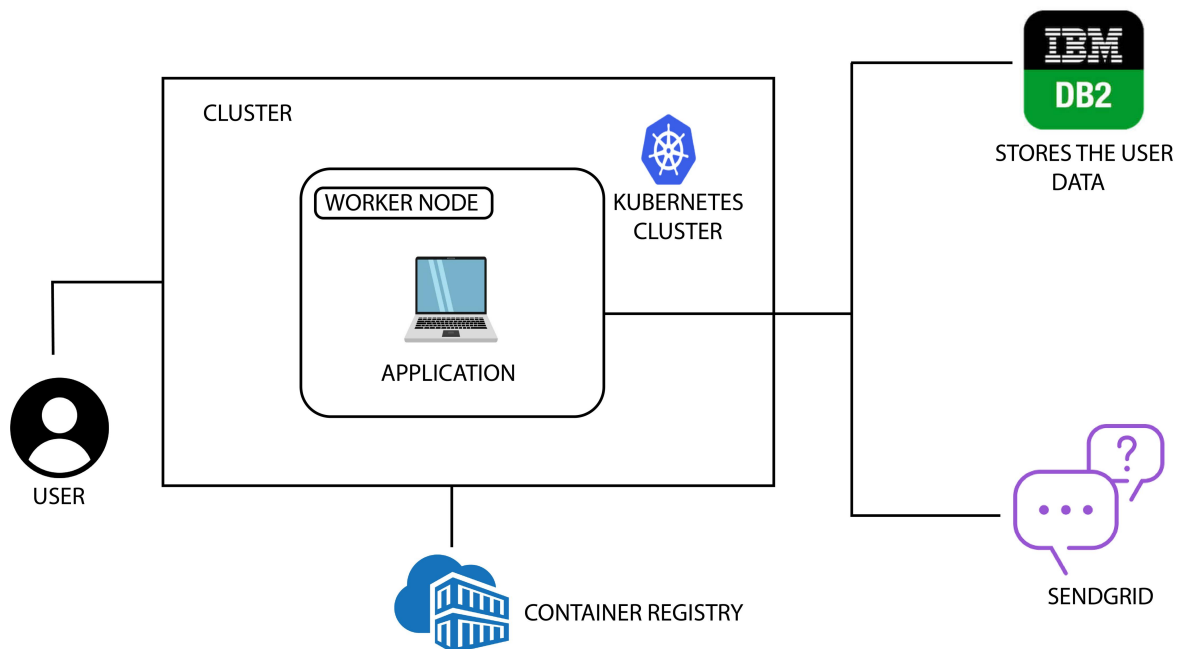 IBM
DB2
STORES THE USER
DATA
CLUSTER
WORKER NODE
KUBERNETES
CLUSTER
APPLICATION
USER
CONTAINER REGISTRY
?
SENDGRID